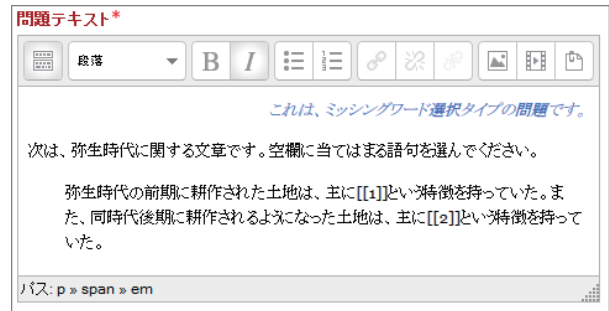 問題テキスト*
段落 B I
これは、ミッシングワード選択タイプの問題です。
次は、弥生時代に関する文章です。空欄に当てはまる語句を選んでください。
弥生時代の前期に耕作された土地は、主に[[1]]という特徴を持っていた。ま
た、同時代後期に耕作されるようになった土地は、主に[[2]]という特徴を持って
いた。
パス: p » span » em